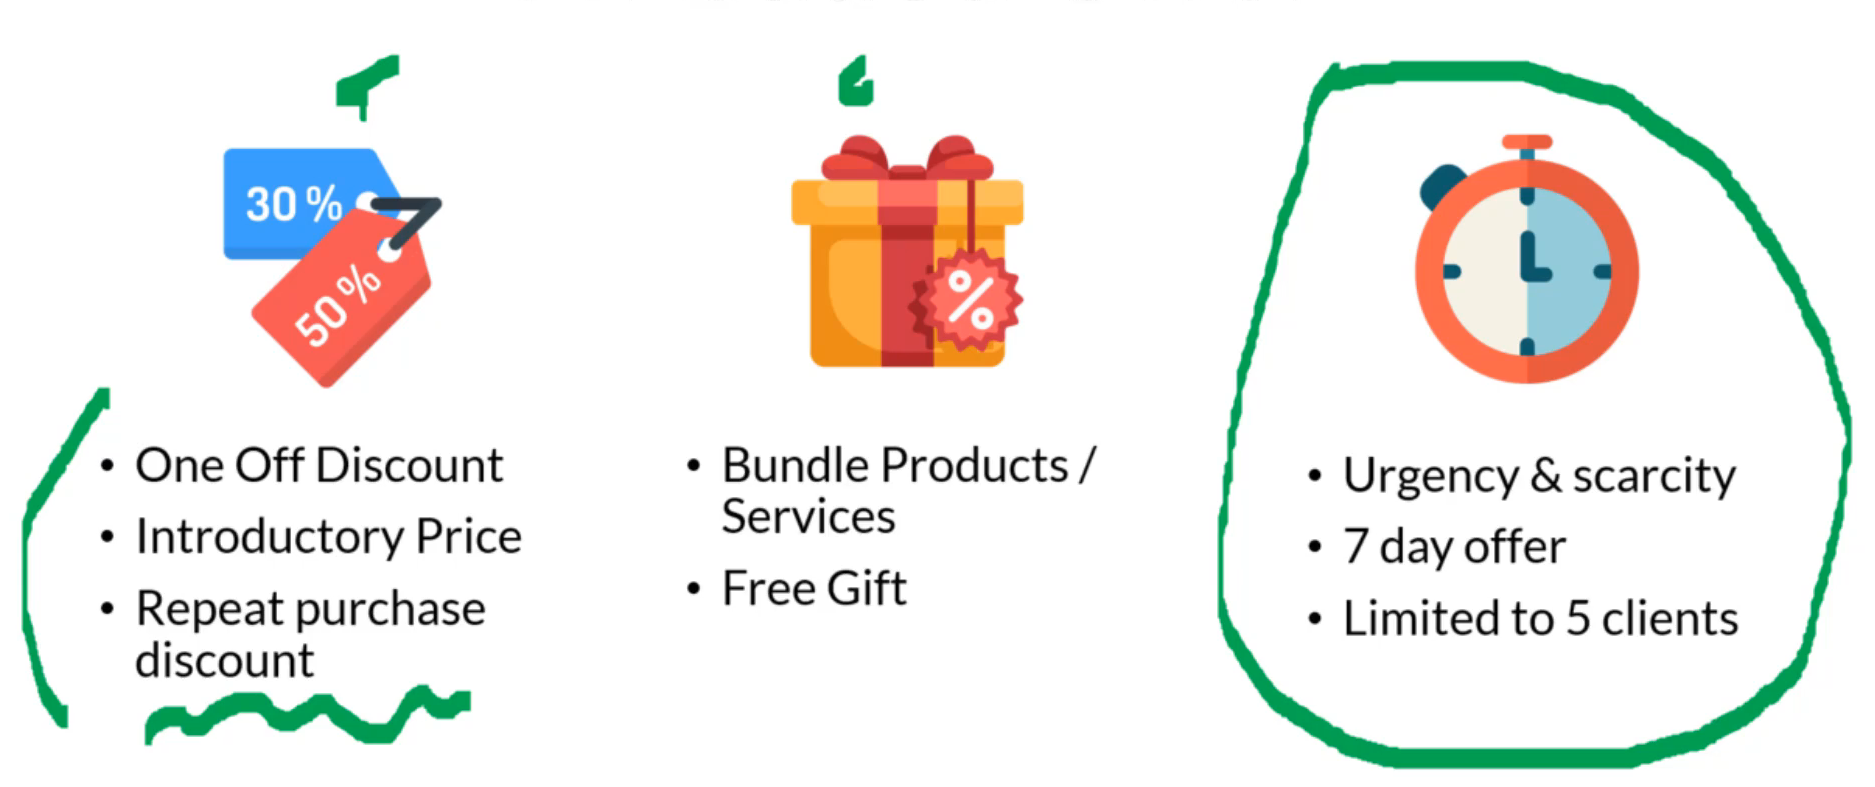 30%
50%
• One Off Discount
• Introductory Price
• Repeat purchase
discount
%
• Bundle Products /
Services
• Free Gift
• Urgency & scarcity
• 7 day offer
• Limited to 5 clients